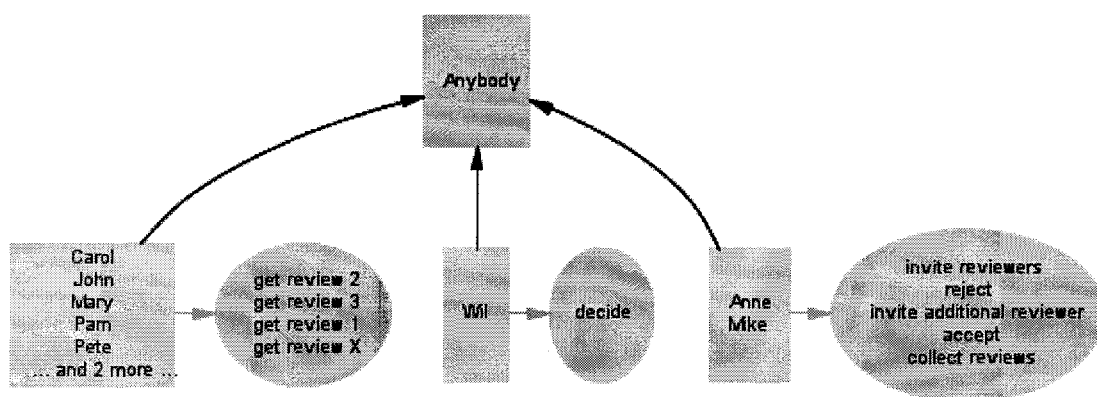 Anybody
Carol
John
Mary
Pam
Pete
... and 2 more ...
get review 2
get review 3
get review 1
get review X
Wil
decide
Anne
Mike
invite reviewers
reject
invite additional reviewer
accept
collect reviews